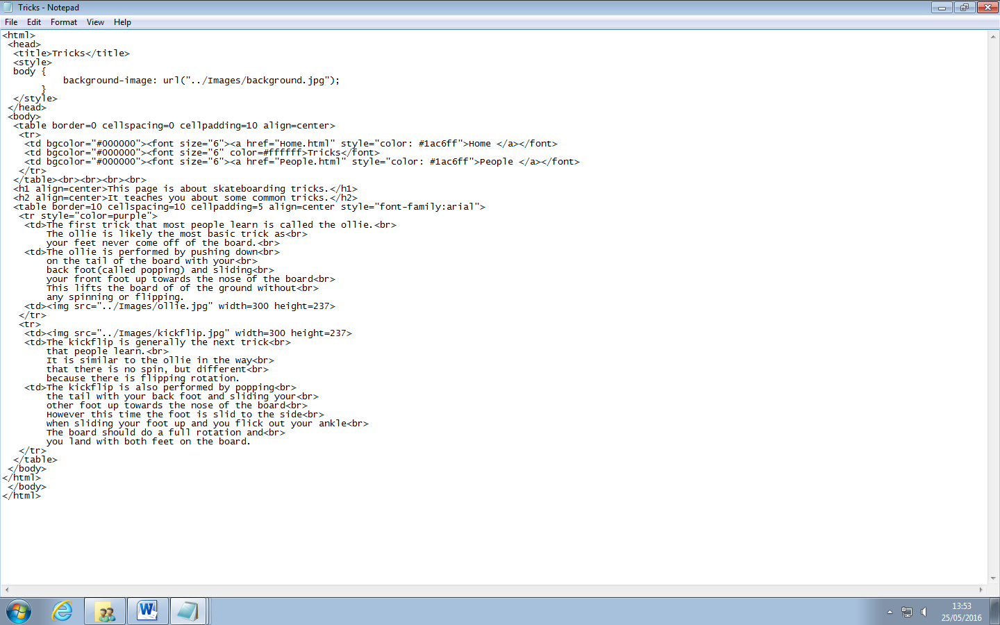 Tricks - Notepad
File Edit Format View Help
<html>
<head>
<title>Tricks</title>
<style>
body {
background-image: url("../Images/background.jpg");
}
</style>
</head>
<body>
<table border=0 cellspacing=0 cellpadding=10 align=center>
<tr>
<td bgcolor="#000000"><font size="6"><a href="Home.html" style="color: #1ac6ff">Home </a></font>
<td bgcolor="#000000"><font size="6" color=#ffffff>Tricks</font>
<td bgcolor="#000000"><font size="6"><a href="People.html" style="color: #1ac6ff">People </a></font>
</tr>
</table><br><br><br><br>
<h1 align=center>This page is about skateboarding tricks.</h1>
<h2 align=center>It teaches you about some common tricks.</h2>
<table border=10 cellspacing=10 cellpadding=5 align=center style="font-family:arial">
<tr style="color=purple">
<td>The first trick that most people learn is called the ollie.<br>
The ollie is likely the most basic trick as<br>
your feet never come off of the board.<br>
<td>The ollie is performed by pushing down<br>
on the tail of the board with your<br>
back foot(called popping) and sliding<br>
your front foot up towards the nose of the board<br>
This lifts the board of of the ground without<br>
any spinning or flipping.
<td><img src="../Images/ollie.jpg" width=300 height=237>
</tr>
<tr>
<td><img src="../Images/kickflip.jpg" width=300 height=237>
<td>The kickflip is generally the next trick<br>
that people learn.<br>
It is similar to the ollie in the way<br>
that there is no spin, but different<br>
because there is flipping rotation.
<td>The kickflip is also performed by popping<br>
the tail with your back foot and sliding your<br>
other foot up towards the nose of the board<br>
However this time the foot is slid to the side<br>
when sliding your foot up and you flick out your ankle<br>
The board should do a full rotation and<br>
you land with both feet on the board.
</tr>
</table>
</body>
</html>
</body>
</html>
13:53
25/05/2016